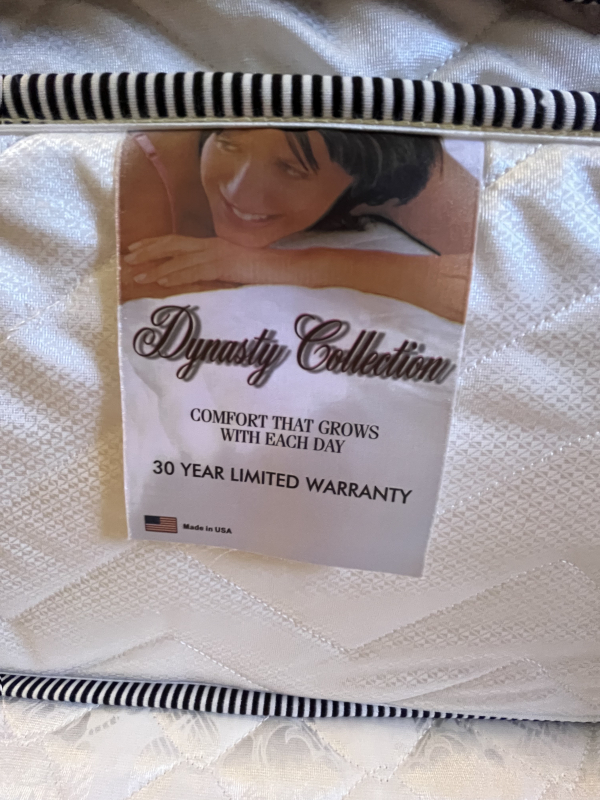 Dynasty Collection
COMFORT THAT GROWS
WITH EACH DAY
30 YEAR LIMITED WARRANTY
Made in USA